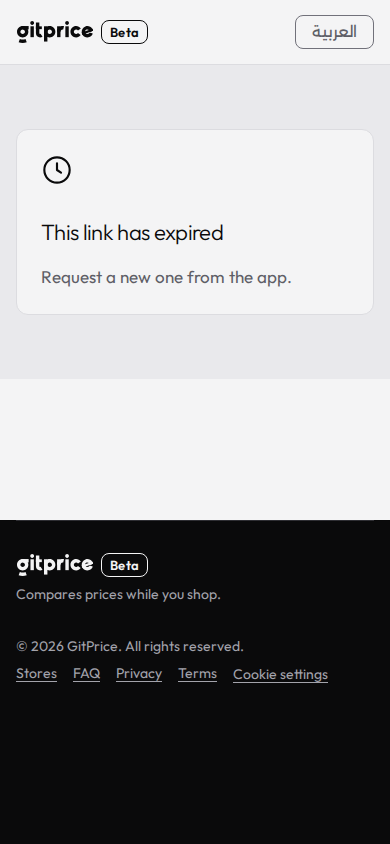 gitprice Beta
العربية
This link has expired
Request a new one from the app.
gitprice Beta
Compares prices while you shop.
© 2026 GitPrice. All rights reserved.
Stores FAQ Privacy Terms Cookie settings